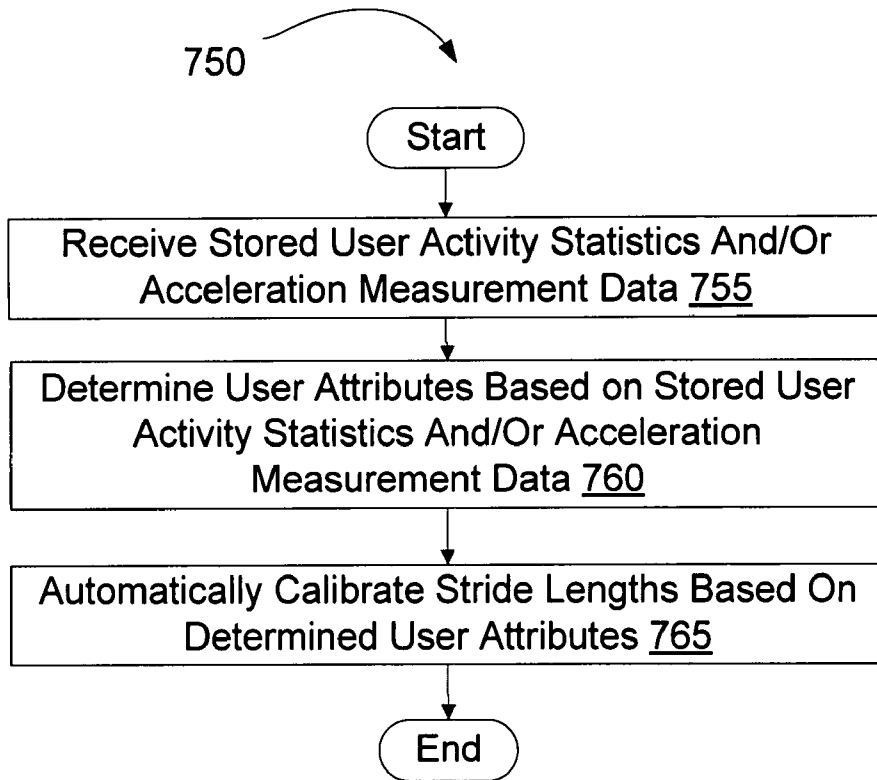 750
Start
Receive Stored User Activity Statistics And/Or
Acceleration Measurement Data 755
Determine User Attributes Based on Stored User
Activity Statistics And/Or Acceleration
Measurement Data 760
Automatically Calibrate Stride Lengths Based On
Determined User Attributes 765
End